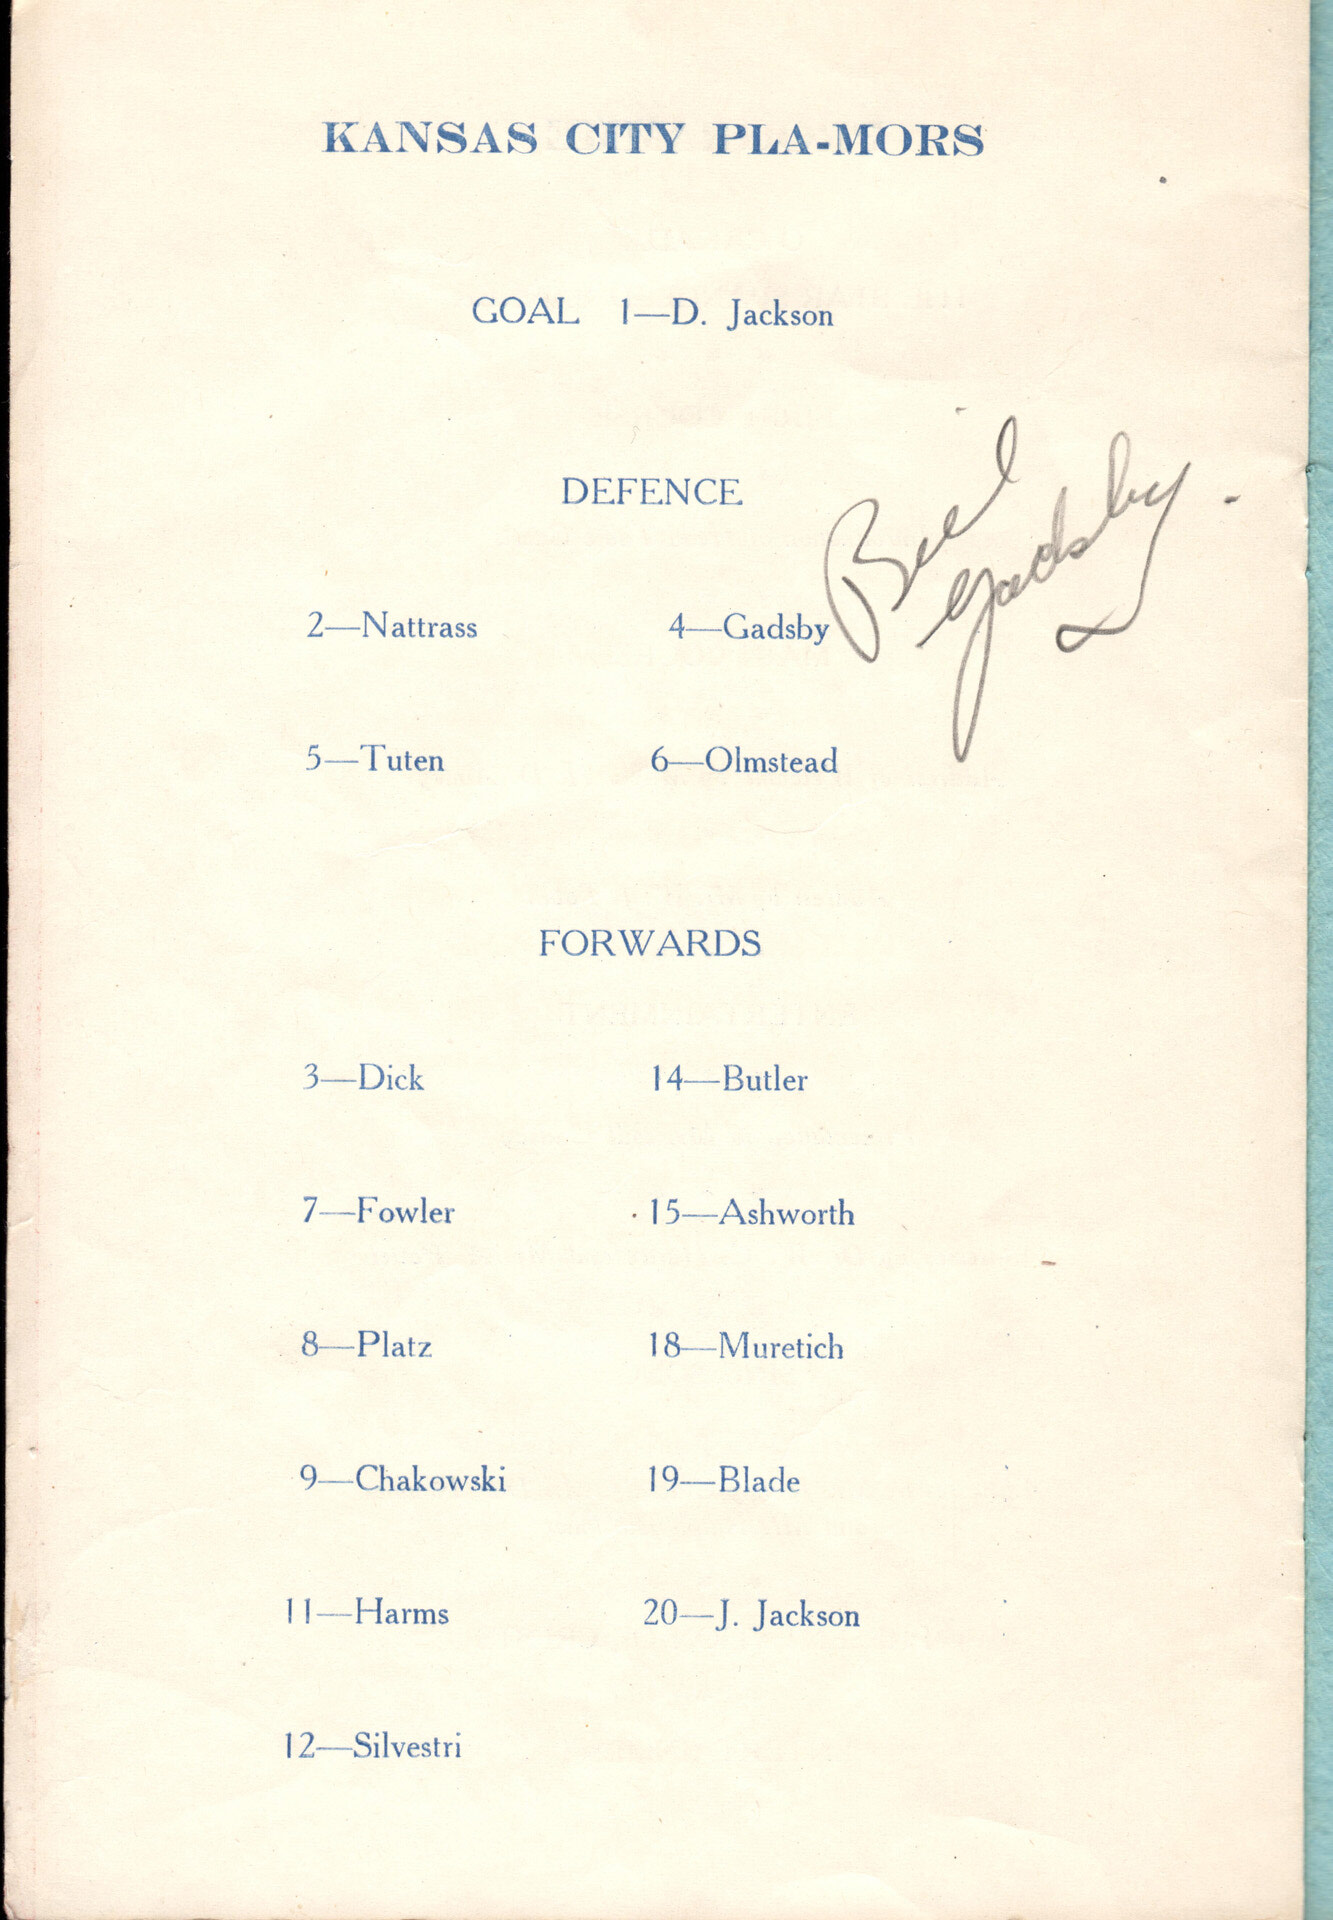 KANSAS CITY PLA-MORS
GOAL 1—D. Jackson
DEFENCE
Bill
Gadsby
2—Nattrass 4—Gadsby
5—Tuten 6—Olmstead
FORWARDS
3—Dick 14—Butler
7—Fowler 15—Ashworth
8—Platz 18—Muretich
9—Chakowski 19—Blade
11—Harms 20—J. Jackson
12—Silvestri